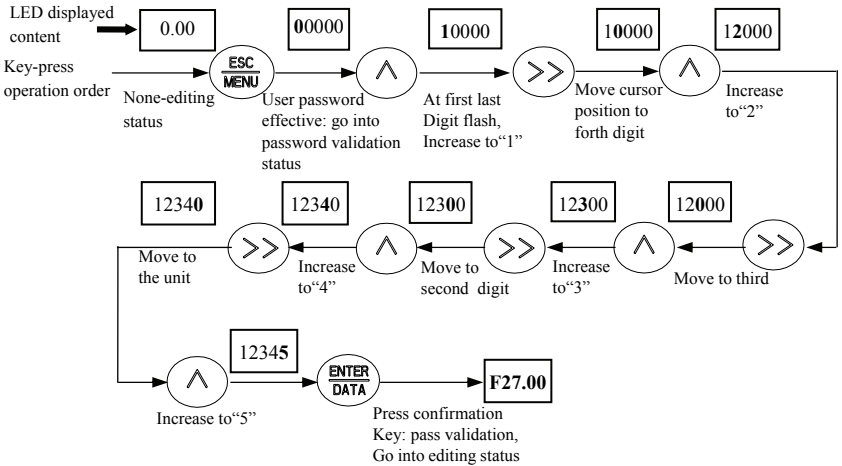 LED displayed
content
0.00
00000
10000
10000
12000
Key-press
operation order
ESC
MENU
None-editing
status
User password
effective: go into
password validation
status
At first last
Digit flash,
Increase to“1”
Move cursor
position to
forth digit
Increase
to“2”
12340
12340
12300
12300
12000
Move to
the unit
Increase
to“4”
Move to
second digit
Increase
to“3”
Move to third
12345
ENTER
DATA
F27.00
Increase to“5”
Press confirmation
Key: pass validation,
Go into editing status